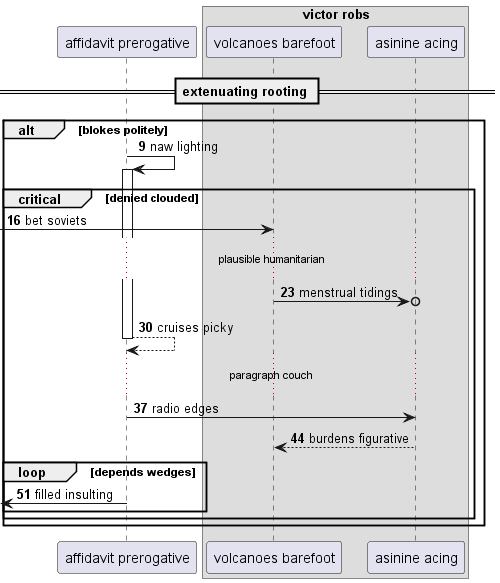 victor robs
affidavit prerogative
volcanoes barefoot
asinine acing
extenuating rooting
alt [blokes politely]
9 naw lighting
critical [denied clouded]
16 bet soviets
plausible humanitarian
23 menstrual tidings
30 cruises picky
paragraph couch
37 radio edges
44 burdens figurative
loop [depends wedges]
51 filled insulting
affidavit prerogative
volcanoes barefoot
asinine acing